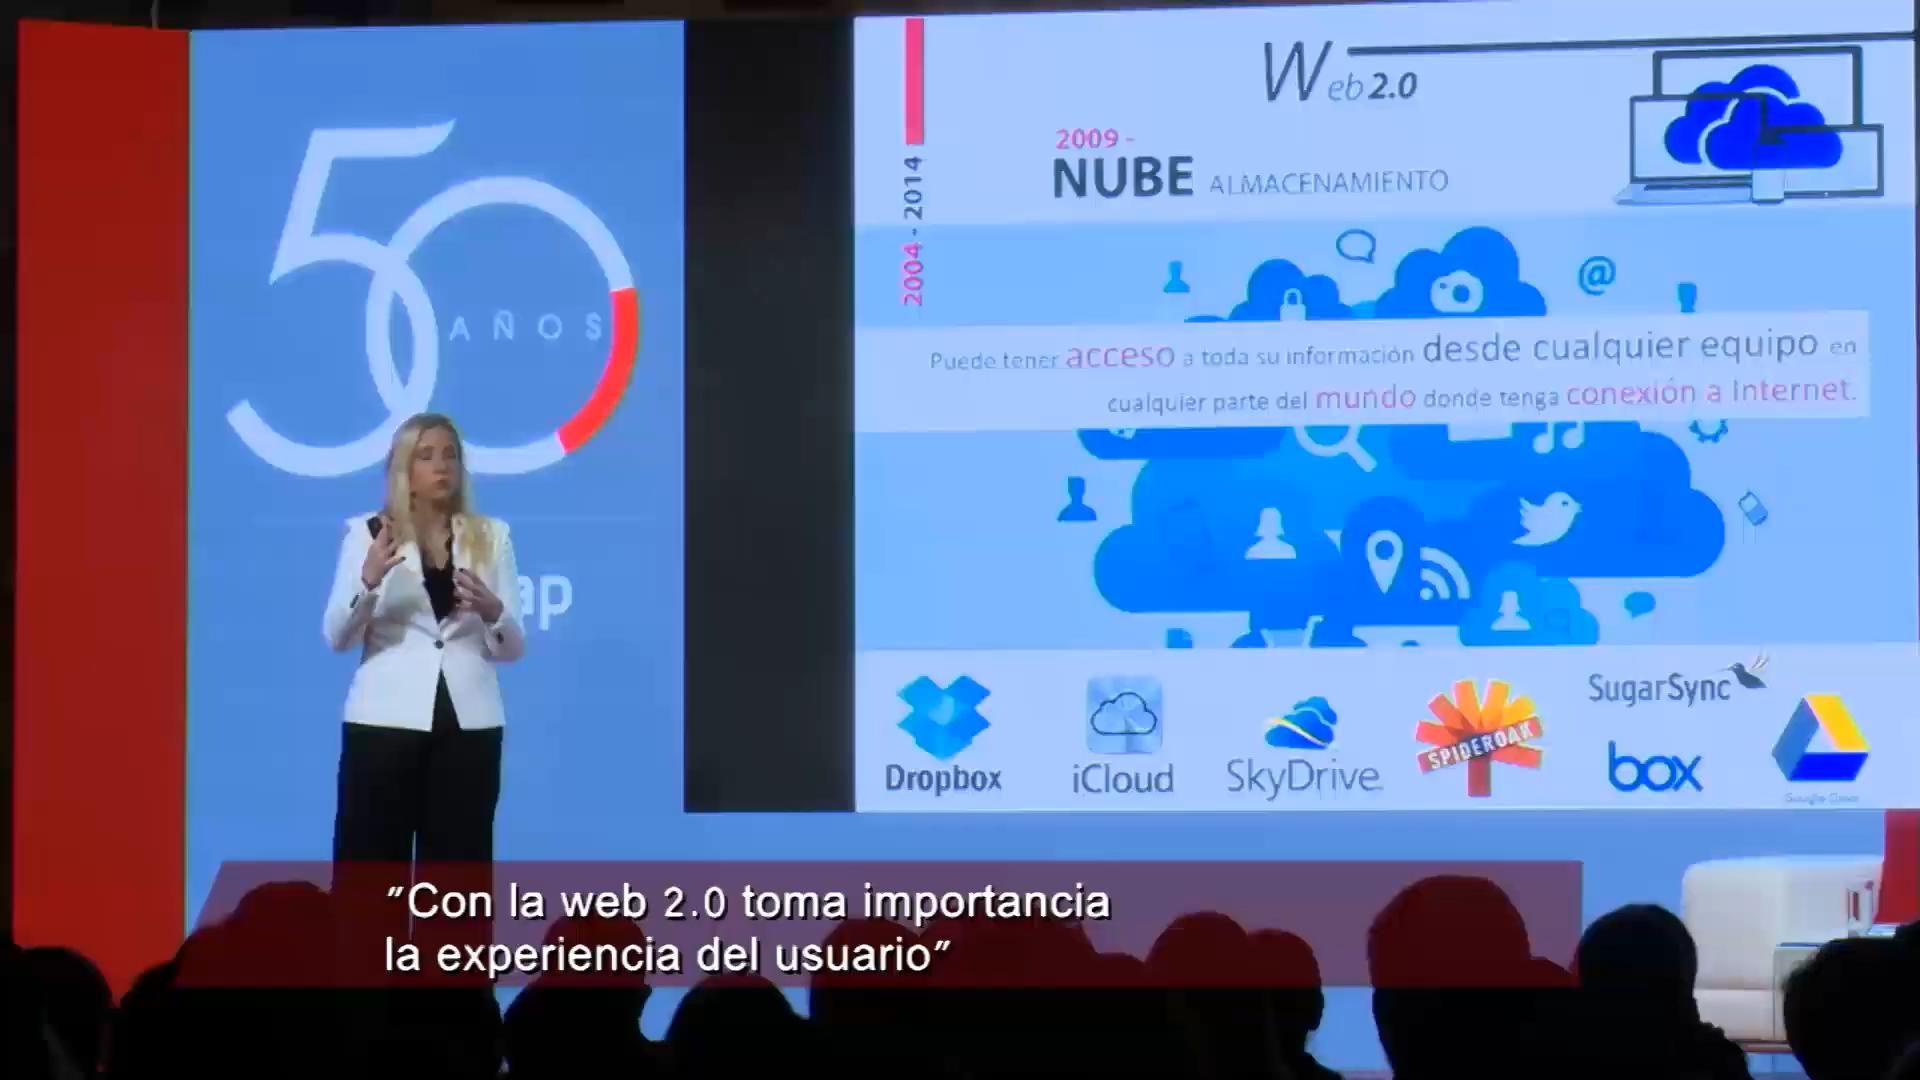 50
AÑOS
ap
2004 - 2014
Web 2.0
2009 -
NUBE ALMACENAMIENTO
@
Puede tener acceso a toda su información desde cualquier equipo en
cualquier parte del mundo donde tenga conexión a Internet.
Dropbox
iCloud
SkyDrive
SPIDEROAK
SugarSync
box
"Con la web 2.0 toma importancia
la experiencia del usuario"